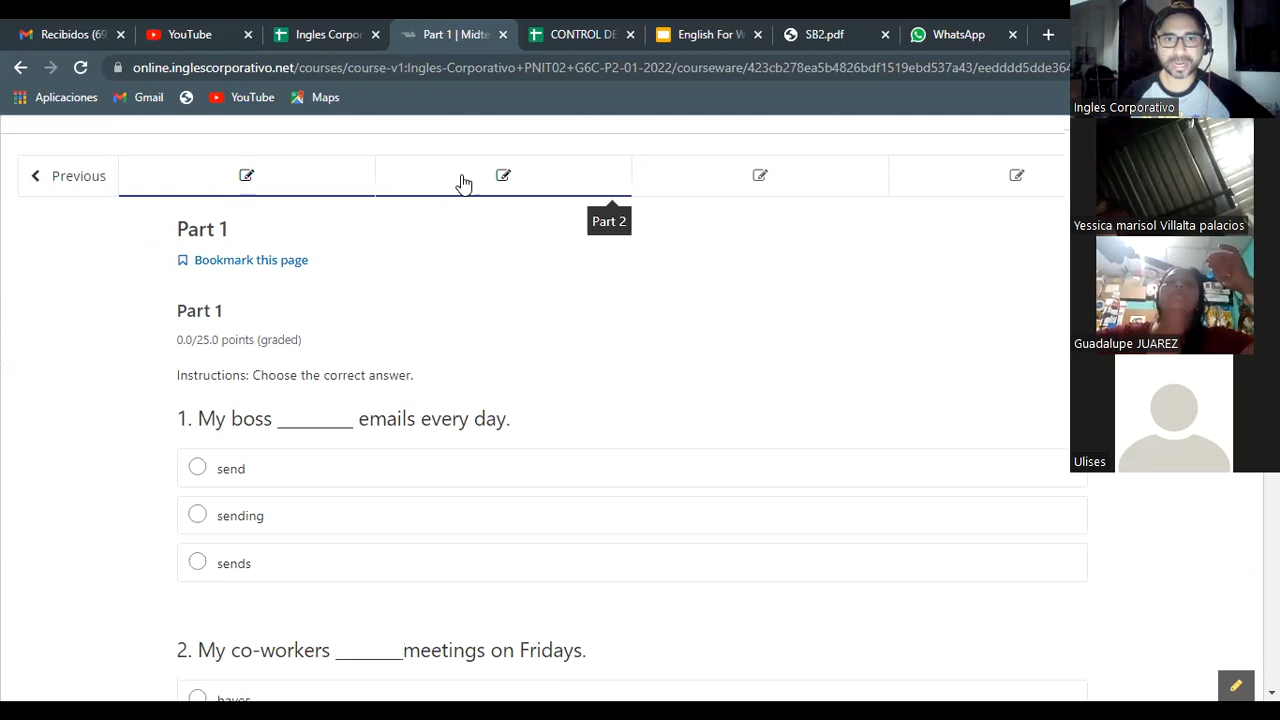 Recibidos (69
YouTube
Ingles Corpor
Part 1 | Midte
CONTROL DE
English For W
SB2.pdf
WhatsApp
online.inglescorporativo.net/courses/course-v1:Ingles-Corporativo+PNIT02+G6C-P2-01-2022/courseware/423cb278ea5b4826bdf1519ebd537a43/eedddd5dde364
Aplicaciones
Gmail
YouTube
Maps
Previous
Part 2
Part 1
Bookmark this page
Part 1
0.0/25.0 points (graded)
Instructions: Choose the correct answer.
1. My boss ________ emails every day.
send
sending
sends
2. My co-workers _______meetings on Fridays.
haves
Ingles Corporativo
Yessica marisol Villalta palacios
Guadalupe JUAREZ
Ulises